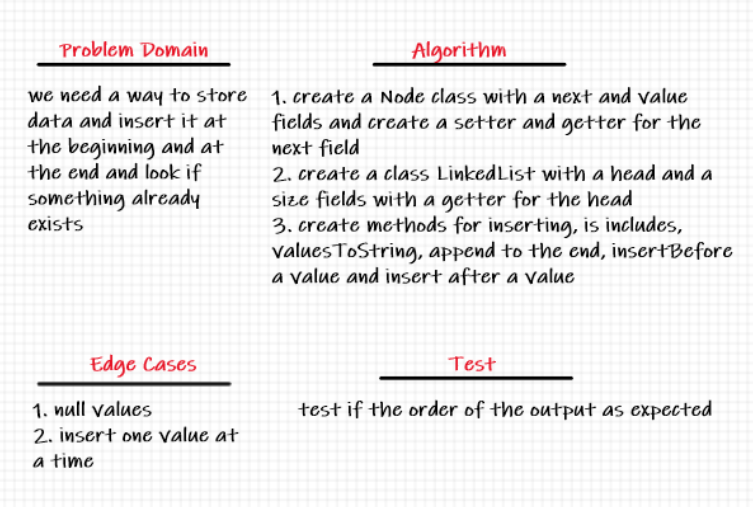 Problem Domain
we need a way to store
data and insert it at
the beginning and at
the end and look if
something already
exists
Algorithm
1. create a Node class with a next and value
fields and create a setter and getter for the
next field
2. create a class LinkedList with a head and a
size fields with a getter for the head
3. create methods for inserting, is includes,
valuesToString, append to the end, insertBefore
a value and insert after a value
Edge Cases
1. null values
2. insert one value at
a time
Test
test if the order of the output as expected